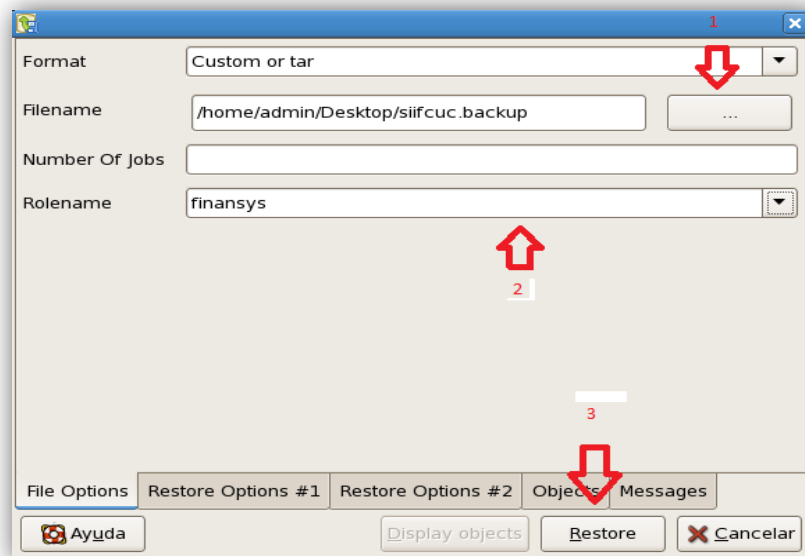 1
Format Custom or tar
Filename /home/admin/Desktop/siifcuc.backup ...
Number Of Jobs
Rolename finansys
2
3
File Options Restore Options #1 Restore Options #2 Objects Messages
Ayuda Display objects Restore Cancelar